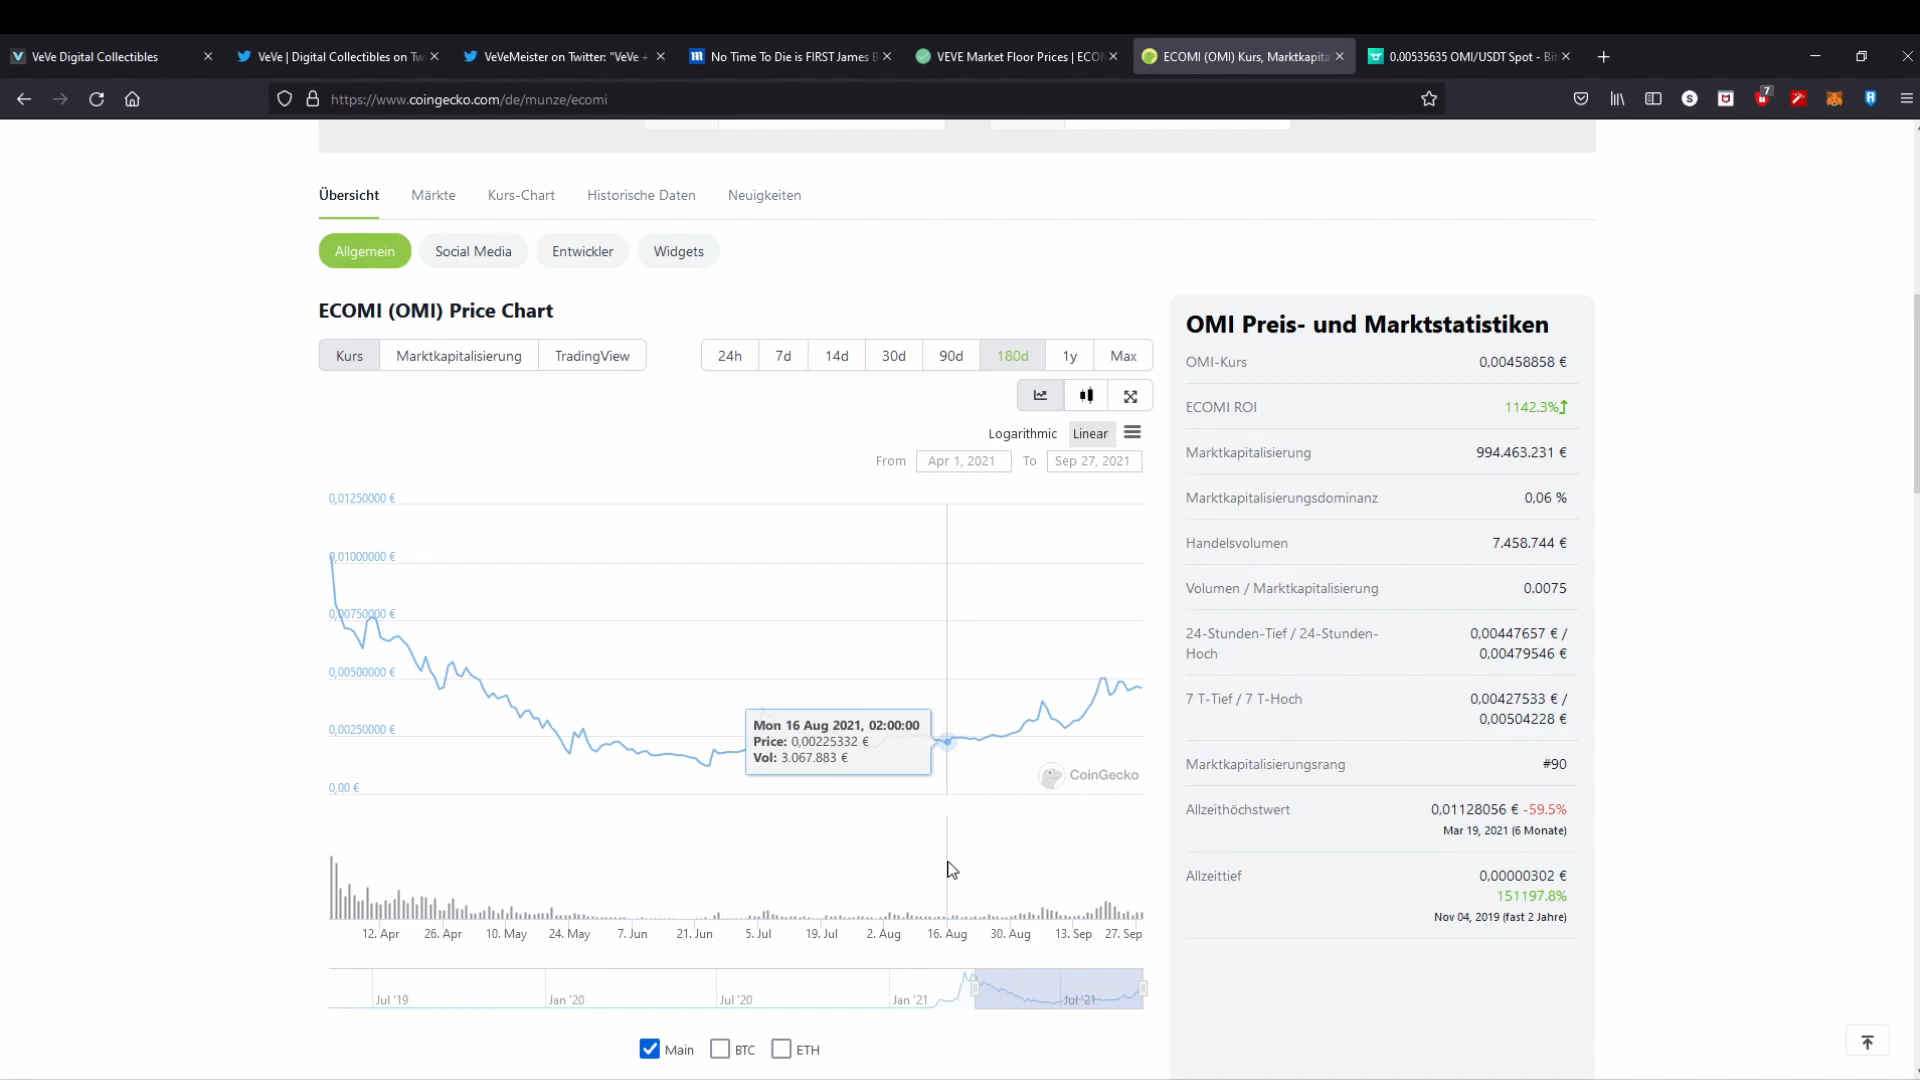 VeVe Digital Collectibles
VeVe | Digital Collectibles on Tw
VeVeMeister on Twitter: "VeVe +
No Time To Die is FIRST James B
VEVE Market Floor Prices | ECO
ECOMI (OMI) Kurs, Marktkapita
0.00535635 OMI/USDT Spot - Bit
https://www.coingecko.com/de/munze/ecomi
7
Übersicht
Märkte
Kurs-Chart
Historische Daten
Neuigkeiten
Allgemein
Social Media
Entwickler
Widgets
ECOMI (OMI) Price Chart
Kurs
Marktkapitalisierung
TradingView
24h
7d
14d
30d
90d
180d
1y
Max
Logarithmic
Linear
From
Apr 1, 2021
To
Sep 27, 2021
0,01250000 €
0,01000000 €
0,00750000 €
0,00500000 €
0,00250000 €
0,00 €
Mon 16 Aug 2021, 02:00:00
Price: 0,00225332 €
Vol: 3.067.883 €
CoinGecko
12. Apr
26. Apr
10. May
24. May
7. Jun
21. Jun
5. Jul
19. Jul
2. Aug
16. Aug
30. Aug
13. Sep
27. Sep
Jul '19
Jan '20
Jul '20
Jan '21
Jul '21
Main
BTC
ETH
OMI Preis- und Marktstatistiken
OMI-Kurs
0,00458858 €
ECOMI ROI
1142.3%
Marktkapitalisierung
994.463.231 €
Marktkapitalisierungsdominanz
0,06 %
Handelsvolumen
7.458.744 €
Volumen / Marktkapitalisierung
0.0075
24-Stunden-Tief / 24-Stunden-
Hoch
0,00447657 € /
0,00479546 €
7 T-Tief / 7 T-Hoch
0,00427533 € /
0,00504228 €
Marktkapitalisierungsrang
#90
Allzeithöchstwert
0,01128056 € -59.5%
Mar 19, 2021 (6 Monate)
Allzeittief
0,00000302 €
151197.8%
Nov 04, 2019 (fast 2 Jahre)